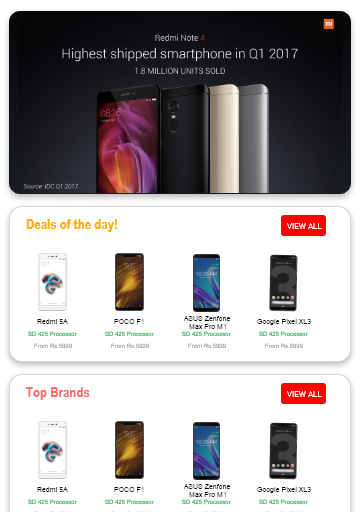 mi
Redmi Note 4
Highest shipped smartphone in Q1 2017
1.8 MILLION UNITS SOLD
Source: IDC Q1 2017
Deals of the day!
VIEW ALL
Redmi 5A
POCO F1
ASUS Zenfone
Max Pro M1
Google Pixel XL3
SD 425 Processor
SD 425 Processor
SD 425 Processor
SD 425 Processor
From Rs.5999
From Rs.5999
From Rs.5999
From Rs.5999
Top Brands
VIEW ALL
Redmi 5A
POCO F1
ASUS Zenfone
Max Pro M1
Google Pixel XL3
SD 425 Processor
SD 425 Processor
SD 425 Processor
SD 425 Processor